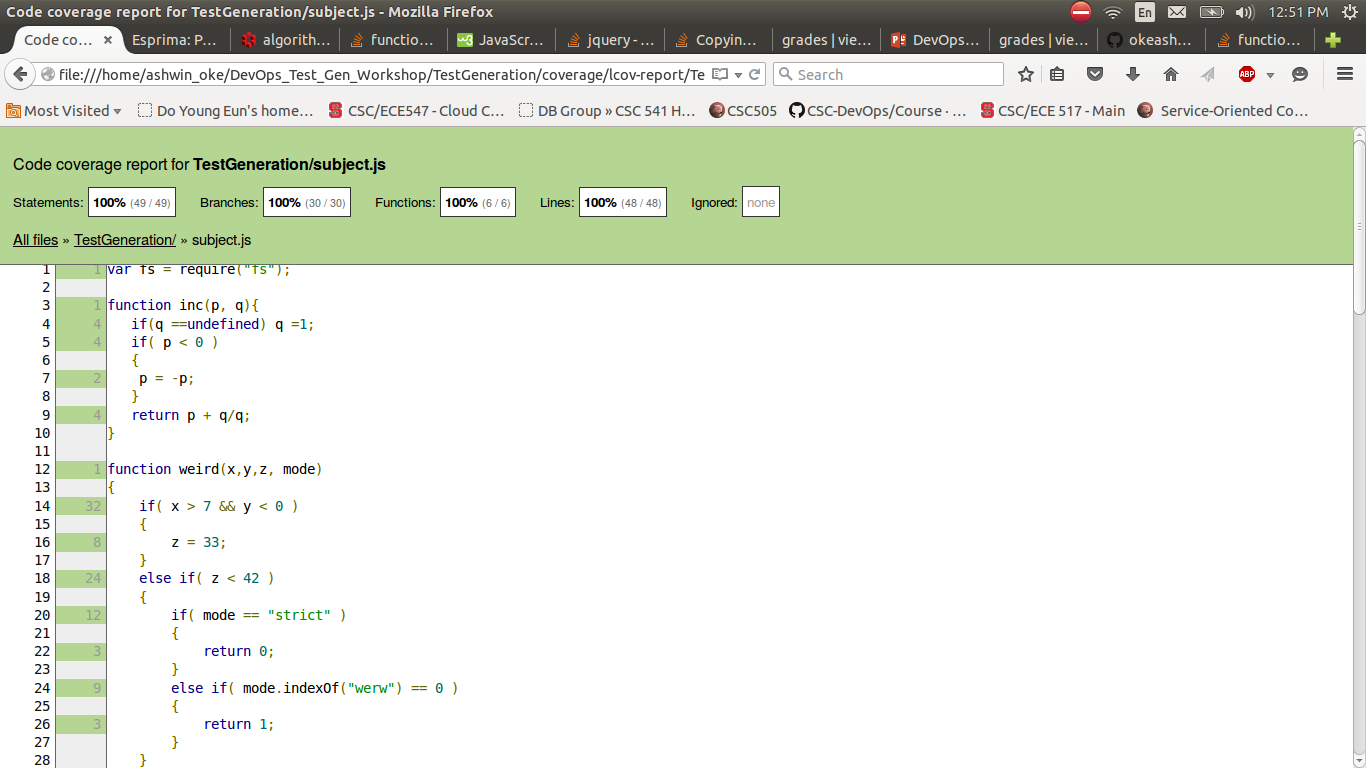 Code coverage report for TestGeneration/subject.js - Mozilla Firefox
En
12:51 PM
Code co… × Esprima: P… algorith… functio… JavaScr… jquery - … Copyin… grades | vie… DevOps… grades | vie… okeash… functio…
file:///home/ashwin_oke/DevOps_Test_Gen_Workshop/TestGeneration/coverage/lcov-report/Te
Search
ABP
Most Visited Do Young Eun's home… CSC/ECE547 - Cloud C… DB Group » CSC 541 H… CSC505 CSC-DevOps/Course · … CSC/ECE 517 - Main Service-Oriented Co…
Code coverage report for TestGeneration/subject.js
Statements: 100% (49 / 49) Branches: 100% (30 / 30) Functions: 100% (6 / 6) Lines: 100% (48 / 48) Ignored: none
All files » TestGeneration/ » subject.js
1 1 var fs = require("fs");
2
3 1 function inc(p, q){
4 4 if(q ==undefined) q =1;
5 4 if( p < 0 )
6 {
7 2 p = -p;
8 }
9 4 return p + q/q;
10 }
11
12 1 function weird(x,y,z, mode)
13 {
14 32 if( x > 7 && y < 0 )
15 {
16 8 z = 33;
17 }
18 24 else if( z < 42 )
19 {
20 12 if( mode == "strict" )
21 {
22 3 return 0;
23 }
24 9 else if( mode.indexOf("werw") == 0 )
25 {
26 3 return 1;
27 }
28 }